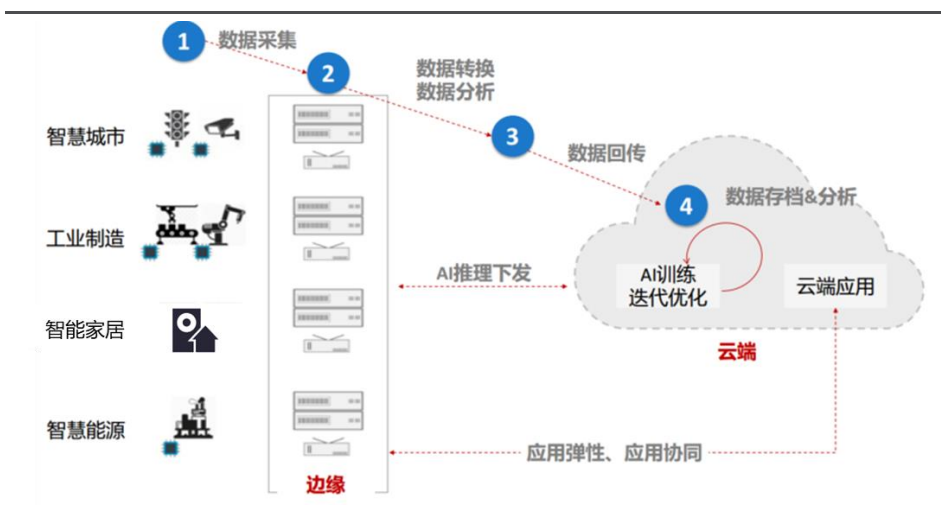 1
数据采集
2
数据转换
数据分析
3
数据回传
4
数据存档&分析
智慧城市
工业制造
智能家居
智慧能源
AI推理下发
AI训练
迭代优化
云端应用
云端
应用弹性、应用协同
边缘